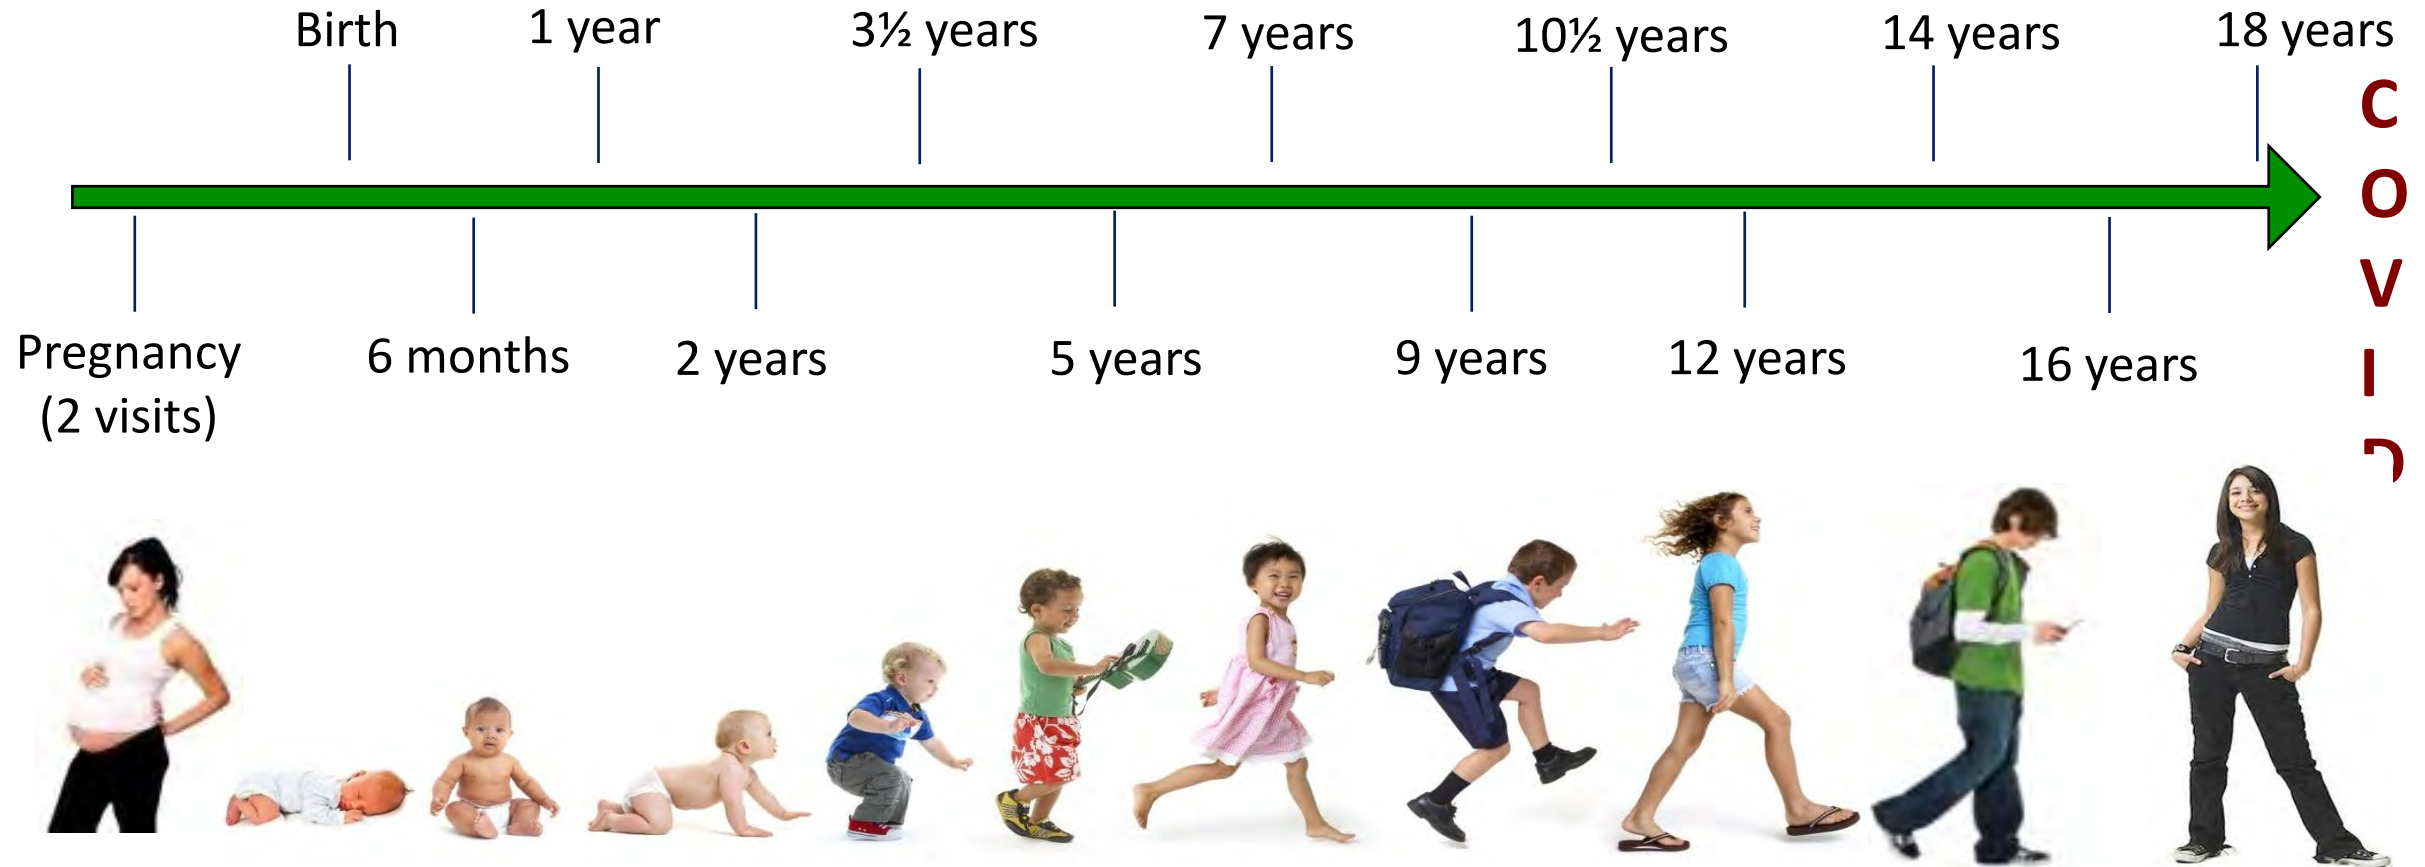 Birth
1 year
3½ years
7 years
10½ years
14 years
18 years
Pregnancy
(2 visits)
6 months
2 years
5 years
9 years
12 years
16 years
C
O
V
I
D